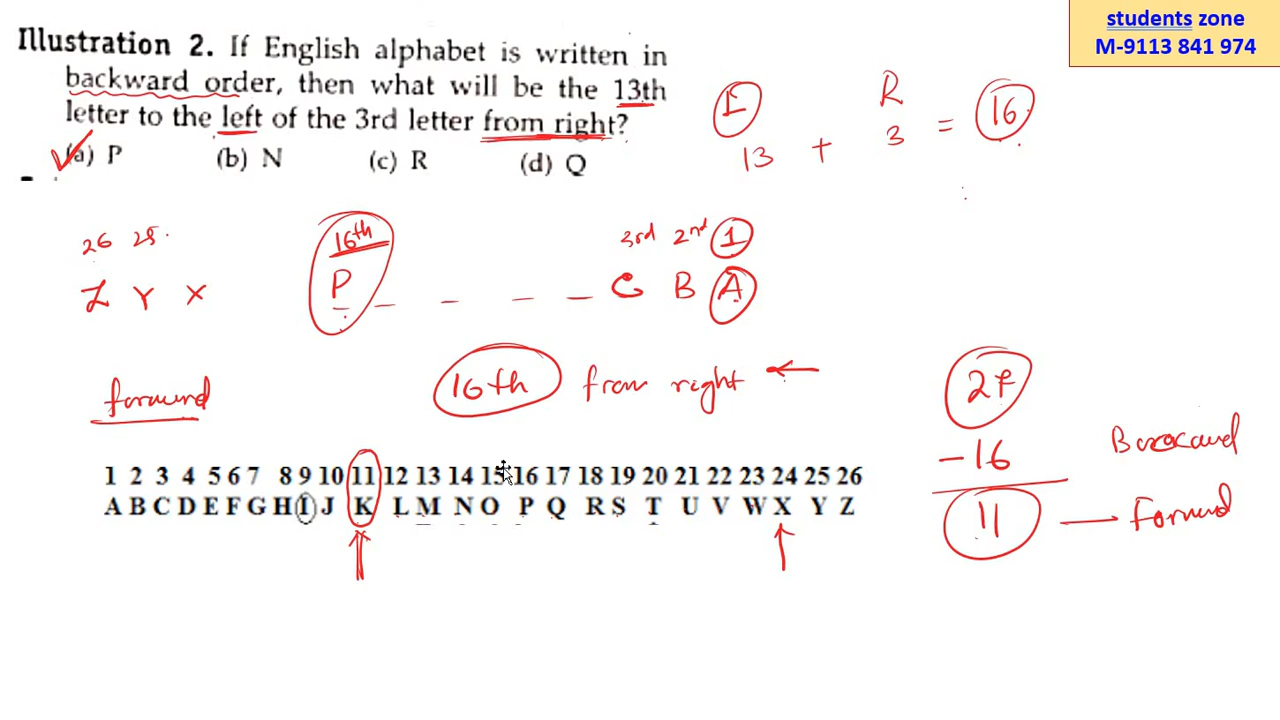 students zone
M-9113 841 974
Illustration 2. If English alphabet is written in
backward order, then what will be the 13th
letter to the left of the 3rd letter from right?
(a) P (b) N (c) R (d) Q
L R
13 + 3 = 16
26 25 16th 3rd 2nd 1
Z Y X P _ _ _ _ C B A
forward 16th from right ←
27
-16 
11 — Forward
1 2 3 4 5 6 7 8 9 10 11 12 13 14 15 16 17 18 19 20 21 22 23 24 25 26
A B C D E F G H I J K L M N O P Q R S T U V W X Y Z